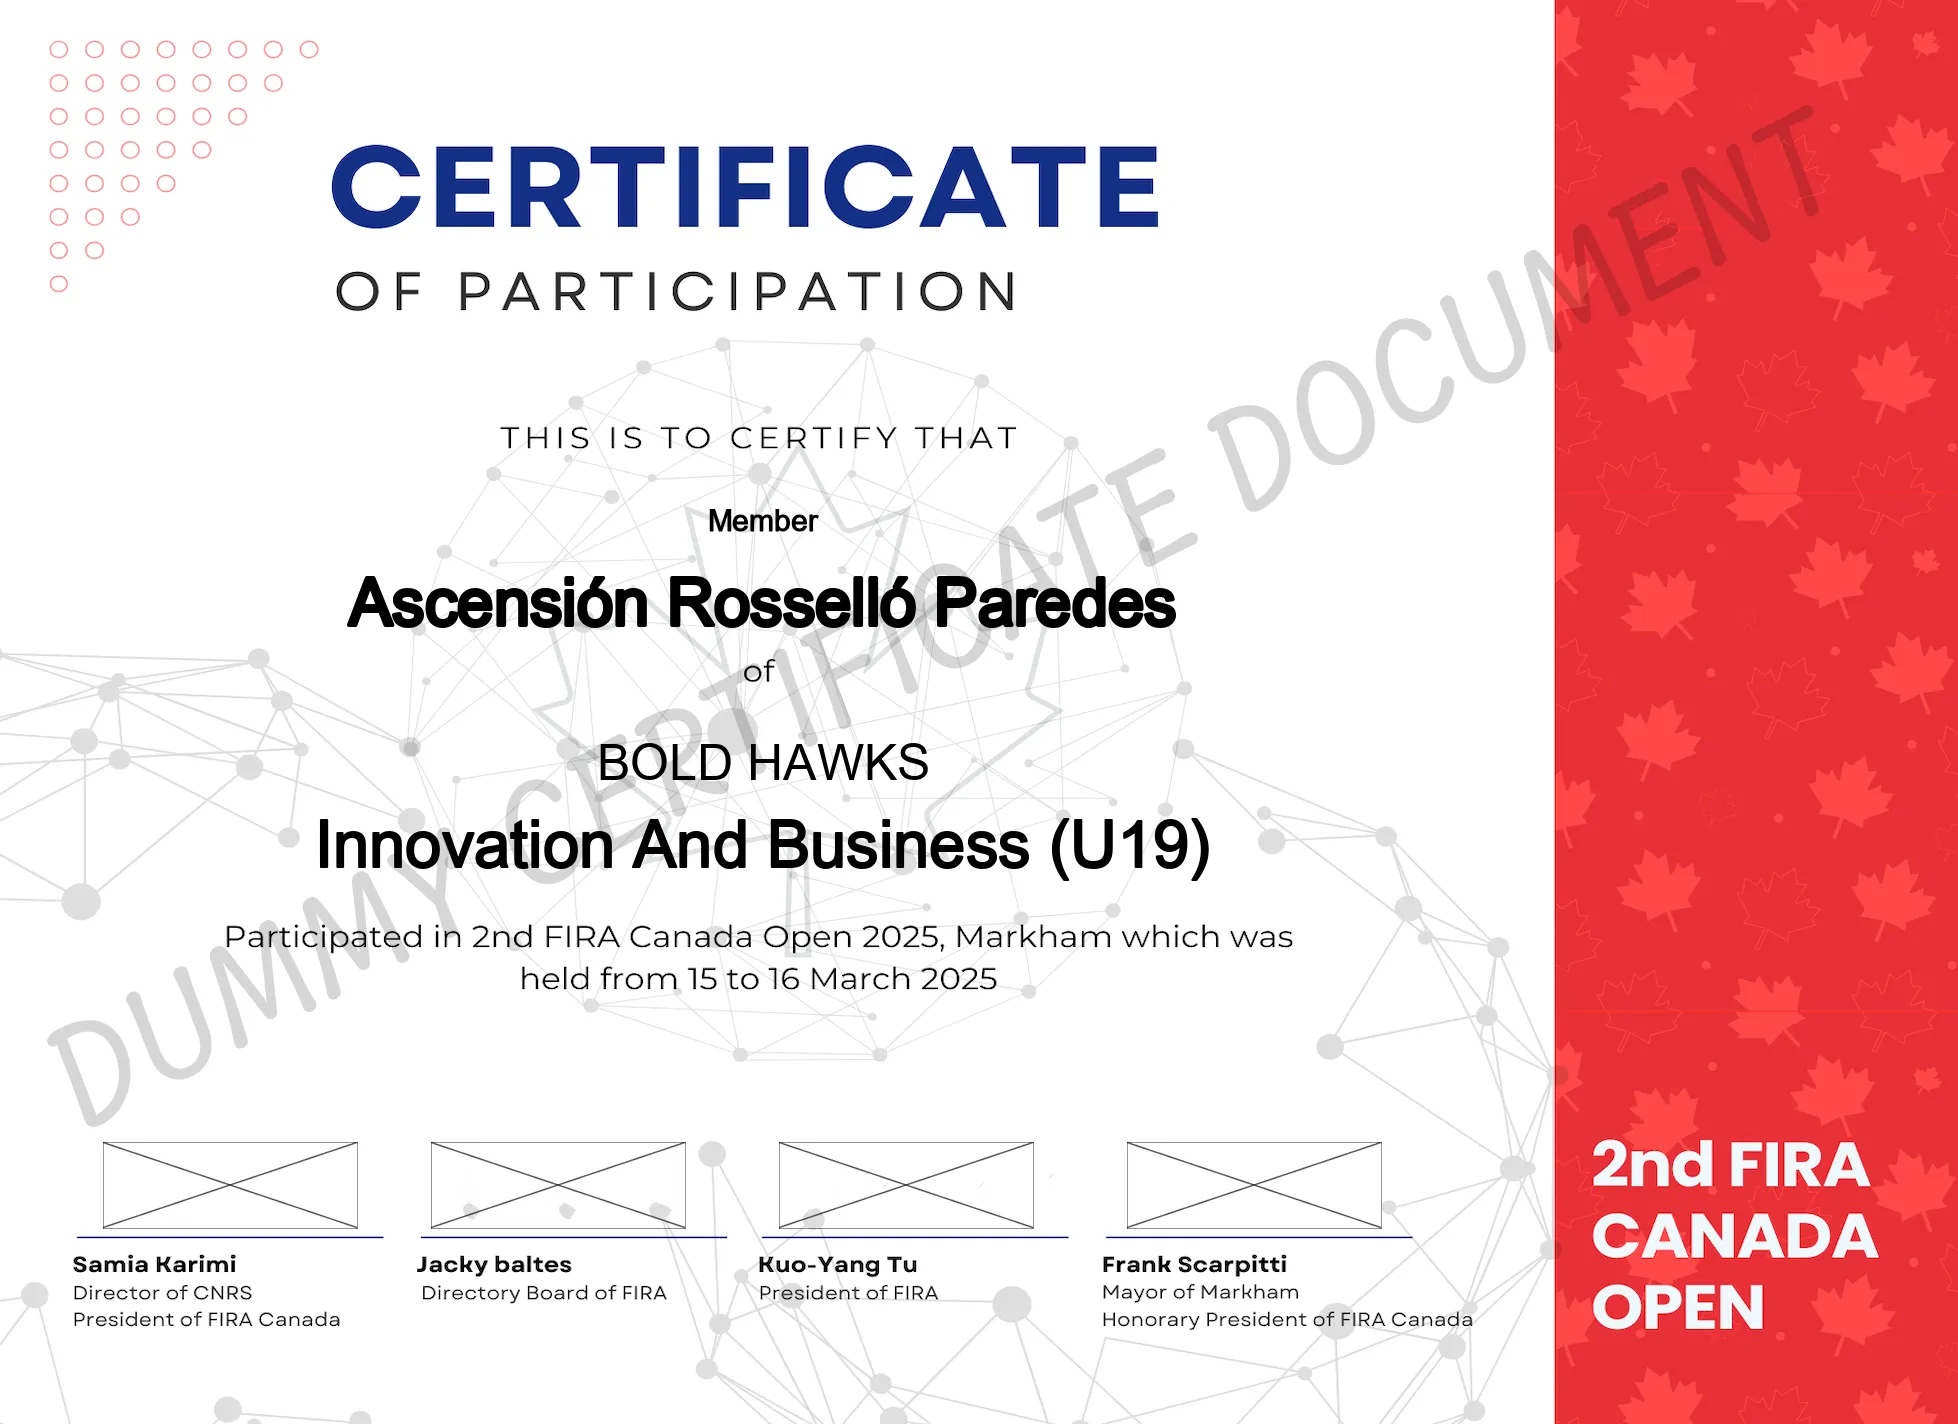 CERTIFICATE
OF PARTICIPATION
THIS IS TO CERTIFY THAT
Member
Ascensión Rosselló Paredes
of
BOLD HAWKS
Innovation And Business (U19)
Participated in 2nd FIRA Canada Open 2025, Markham which was
held from 15 to 16 March 2025
DUMMY CERTIFICATE DOCUMENT
Samia Karimi
Director of CNRS
President of FIRA Canada
Jacky baltes
Directory Board of FIRA
Kuo-Yang Tu
President of FIRA
Frank Scarpitti
Mayor of Markham
Honorary President of FIRA Canada
2nd FIRA
CANADA
OPEN